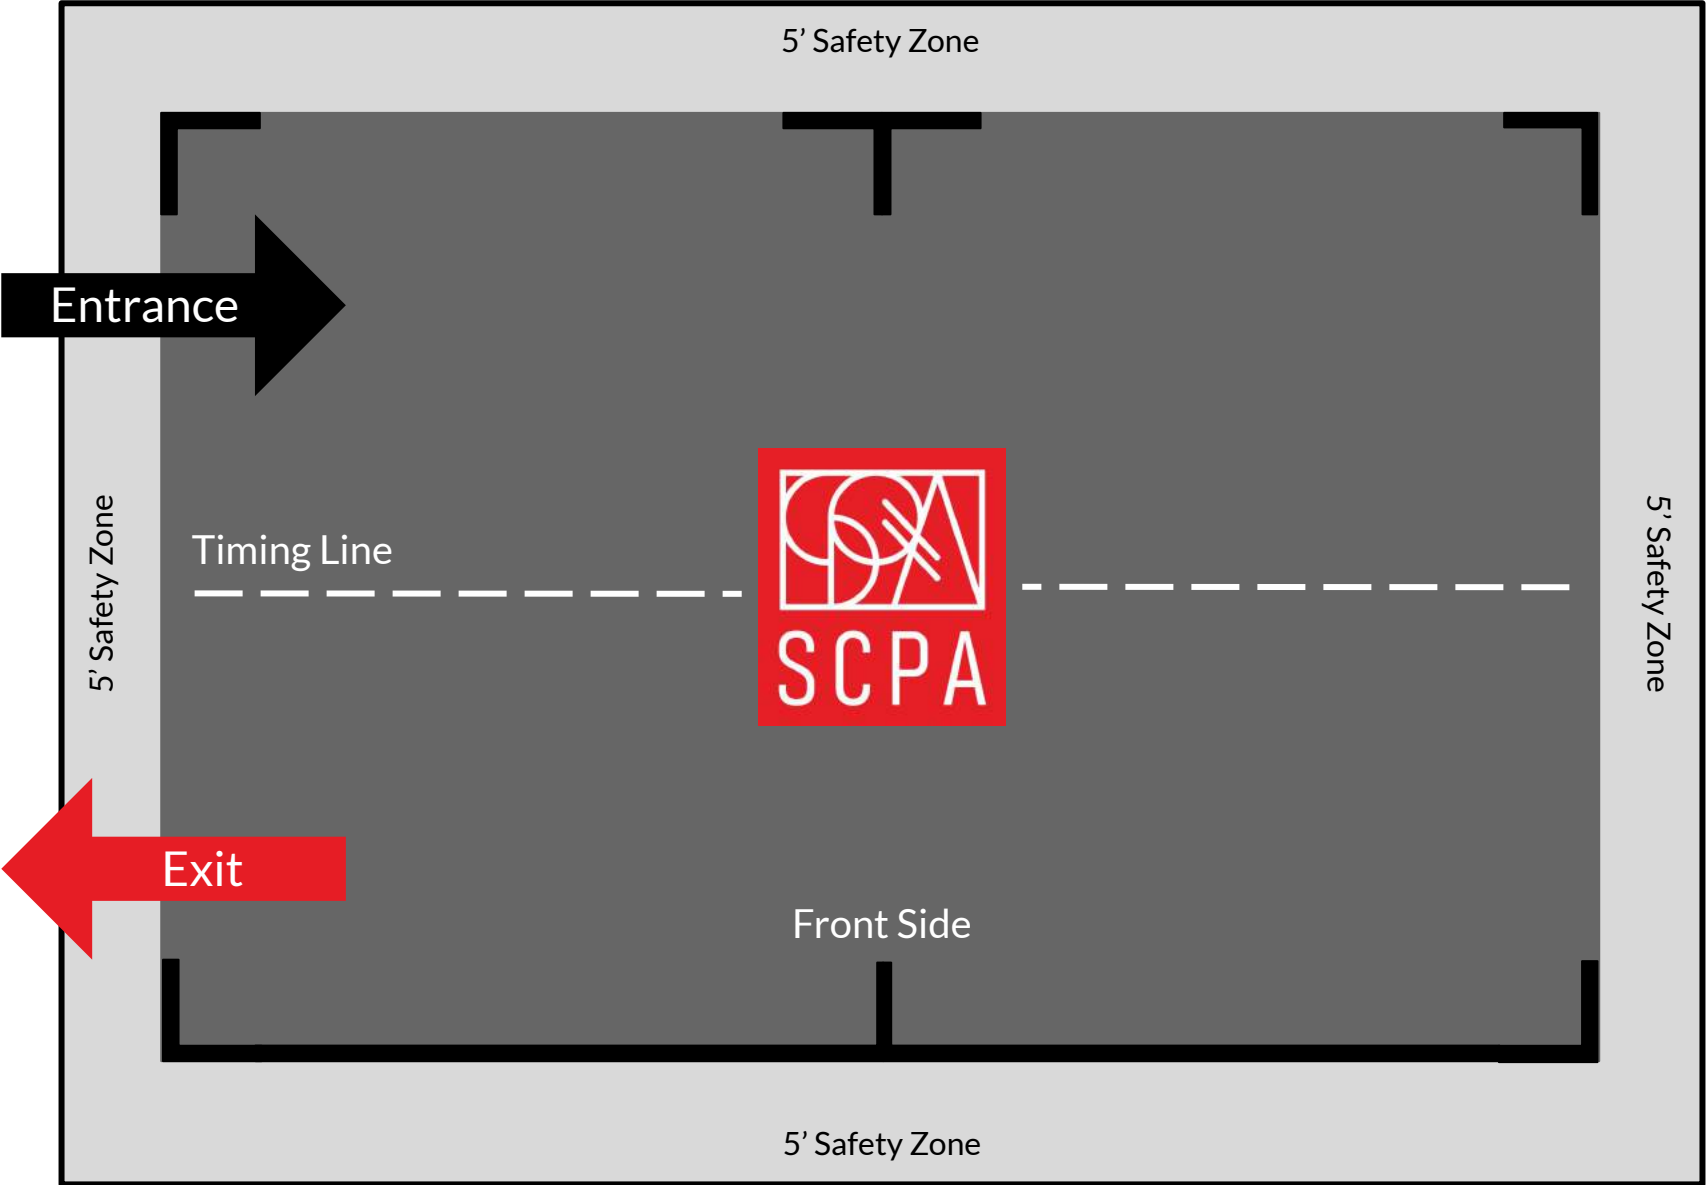 5’ Safety Zone
Entrance
Timing Line
5’ Safety Zone
5’ Safety Zone
SCPA
Exit
Front Side
5’ Safety Zone